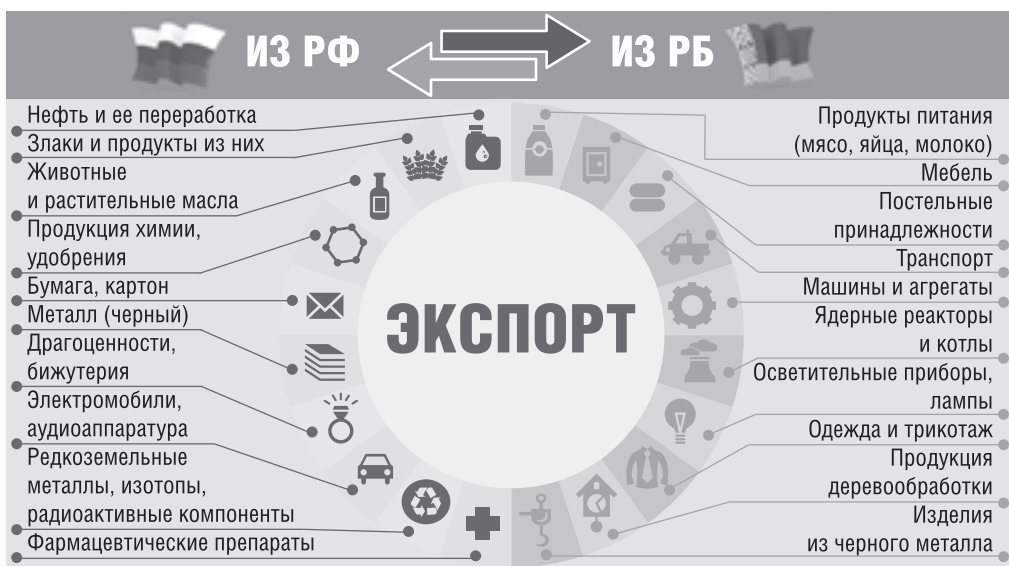 ИЗ РФ
ИЗ РБ
Нефть и ее переработка
Злаки и продукты из них
Животные
и растительные масла
Продукция химии,
удобрения
Бумага, картон
Металл (черный)
Драгоценности,
бижутерия
Электромобили,
аудиоаппаратура
Редкоземельные
металлы, изотопы,
радиоактивные компоненты
Фармацевтические препараты
ЭКСПОРТ
Продукты питания
(мясо, яйца, молоко)
Мебель
Постельные
принадлежности
Транспорт
Машины и агрегаты
Ядерные реакторы
и котлы
Осветительные приборы,
лампы
Одежда и трикотаж
Продукция
деревообработки
Изделия
из черного металла